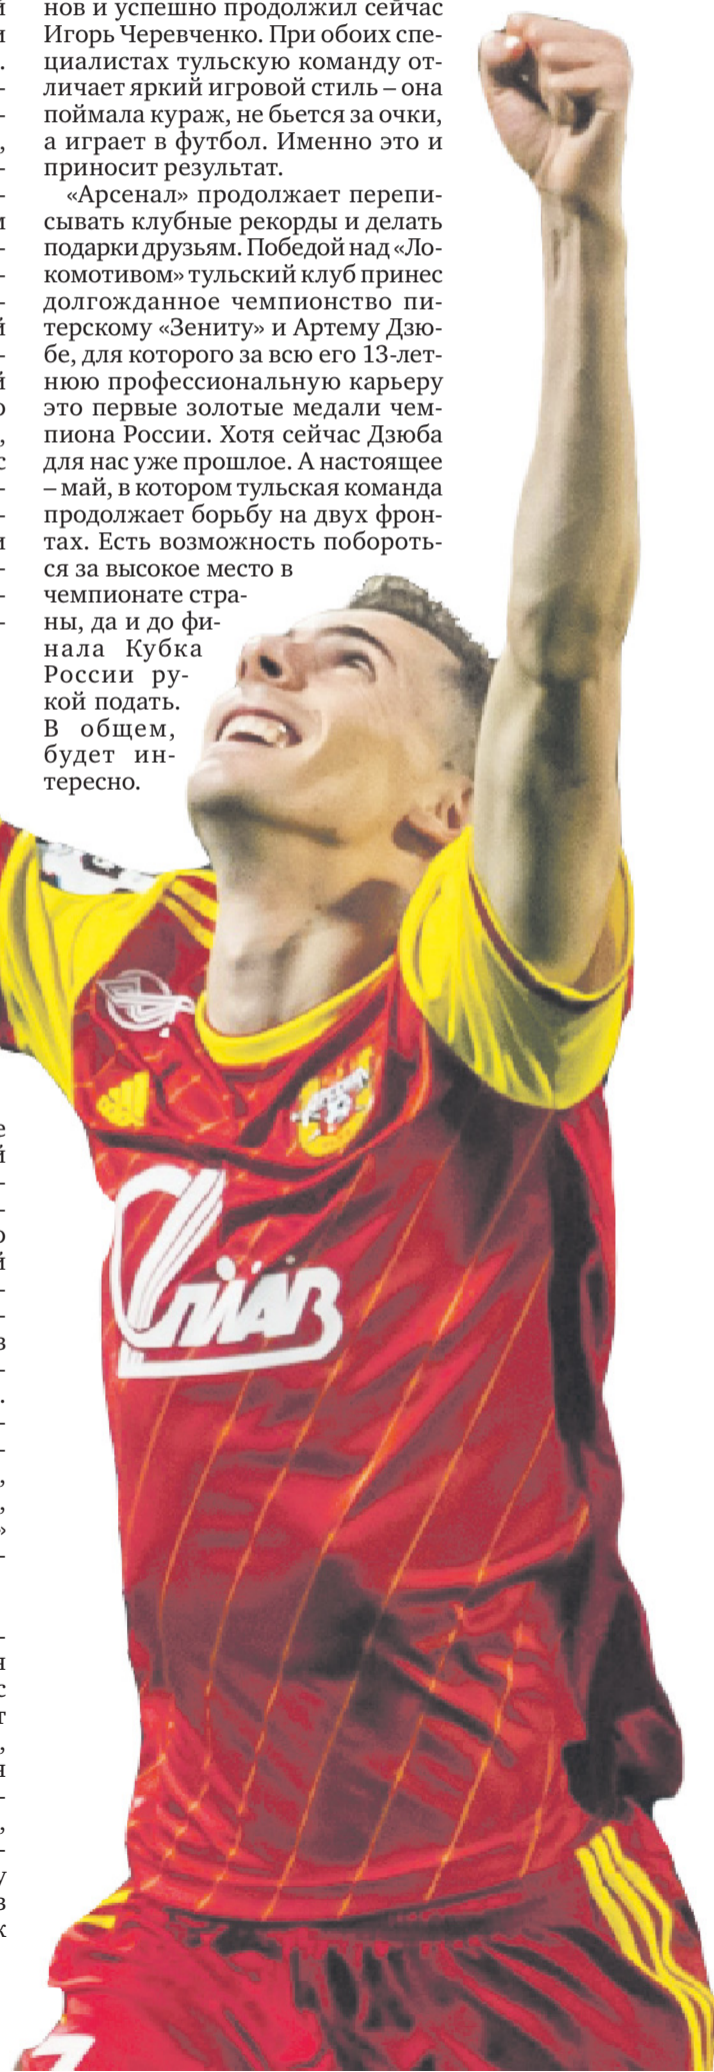 нов и успешно продолжил сейчас
Игорь Черевченко. При обоих спе-
циалистах тульскую команду от-
личает яркий игровой стиль – она
поймала кураж, не бьется за очки,
а играет в футбол. Именно это и
приносит результат.
«Арсенал» продолжает перепи-
сывать клубные рекорды и делать
подарки друзьям. Победой над «Ло-
комотивом» тульский клуб принес
долгожданное чемпионство пи-
терскому «Зениту» и Артему Дзю-
бе, для которого за всю его 13-лет-
нюю профессиональную карьеру
это первые золотые медали чем-
пиона России. Хотя сейчас Дзюба
для нас уже прошлое. А настоящее
– май, в котором тульская команда
продолжает борьбу на двух фрон-
тах. Есть возможность побороть-
ся за высокое место в
чемпионате стра-
ны, да и до фи-
нала Кубка
России ру-
кой подать.
В общем,
будет ин-
тересно.